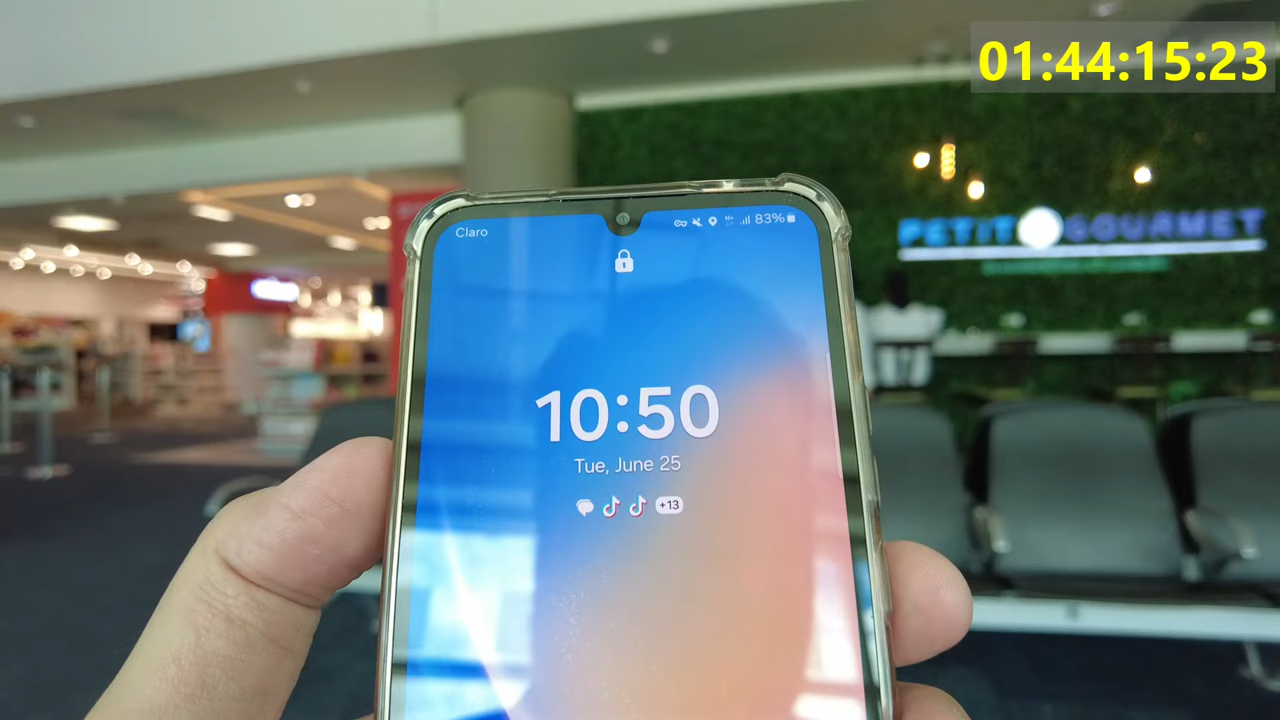 01:44:15:23
Claro
83%
10:50
Tue, June 25
+13
PETIT GOURMET